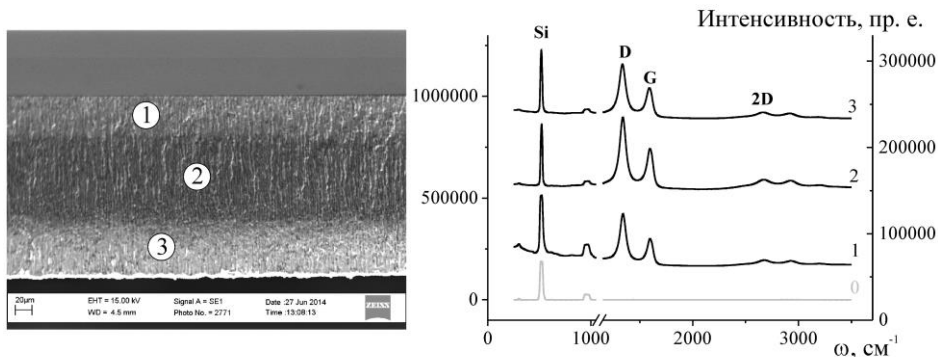 1
2
3
20µm
EHT = 15.00 kV
WD = 4.5 mm
Signal A = SE1
Photo No. = 2771
Date :27 Jun 2014
Time :13:08:13
ZEISS
Интенсивность, пр. е.
Si
D
G
2D
3
2
1
0
1000000
500000
0
300000
200000
100000
0
0
1000
2000
3000
ω, см⁻¹